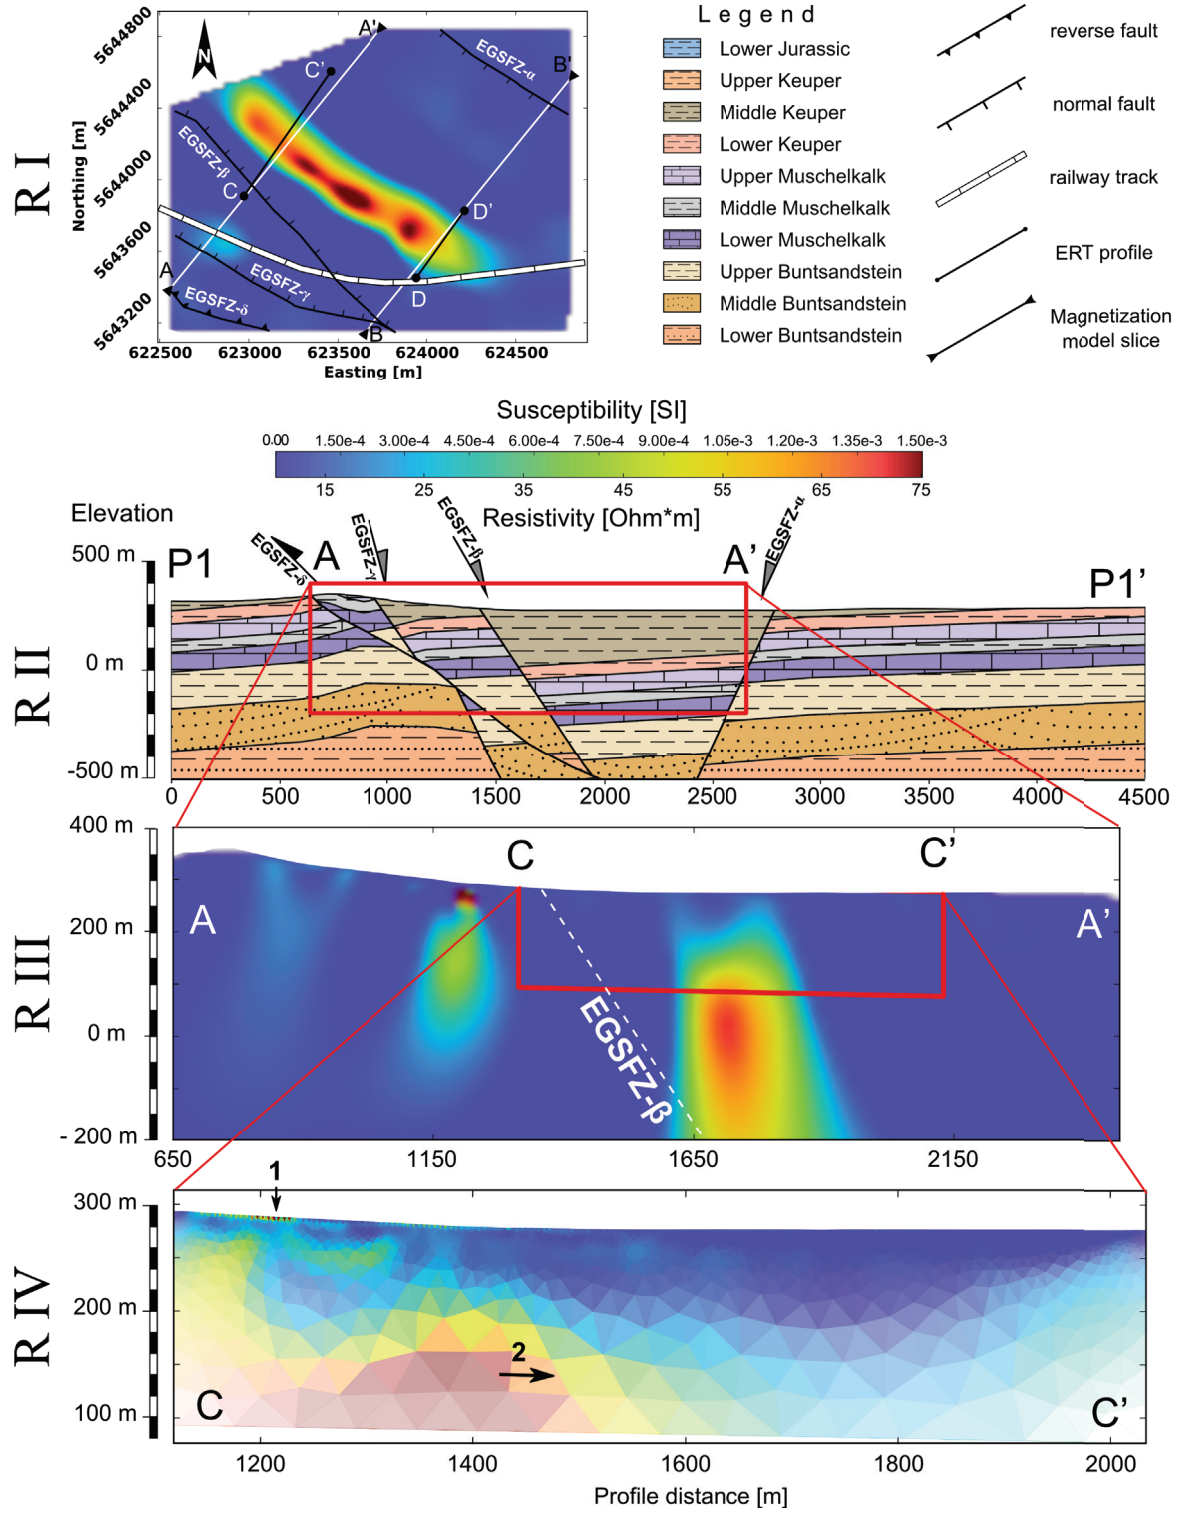 R I
Northing [m]
5644800
5644400
5644000
5643600
5643200
N
A'
C'
EGSFZ-α
B'
EGSFZ-β
C
D'
A
EGSFZ-γ
D
EGSFZ-δ
B
622500 623000 623500 624000 624500
Easting [m]
Legend
Lower Jurassic
Upper Keuper
Middle Keuper
Lower Keuper
Upper Muschelkalk
Middle Muschelkalk
Lower Muschelkalk
Upper Buntsandstein
Middle Buntsandstein
Lower Buntsandstein
reverse fault
normal fault
railway track
ERT profile
Magnetization
model slice
Susceptibility [SI]
0.00 1.50e-4 3.00e-4 4.50e-4 6.00e-4 7.50e-4 9.00e-4 1.05e-3 1.20e-3 1.35e-3 1.50e-3
15 25 35 45 55 65 75
Resistivity [Ohm*m]
R II
Elevation
500 m
0 m
-500 m
P1
EGSFZ-δ
A
EGSFZ-γ
EGSFZ-β
A'
EGSFZ-α
P1'
0 500 1000 1500 2000 2500 3000 3500 4000 4500
R III
400 m
200 m
0 m
- 200 m
C
C'
A
A'
EGSFZ-β
650 1150 1650 2150
R IV
1
300 m
200 m
100 m
2
C
C'
1200 1400 1600 1800 2000
Profile distance [m]